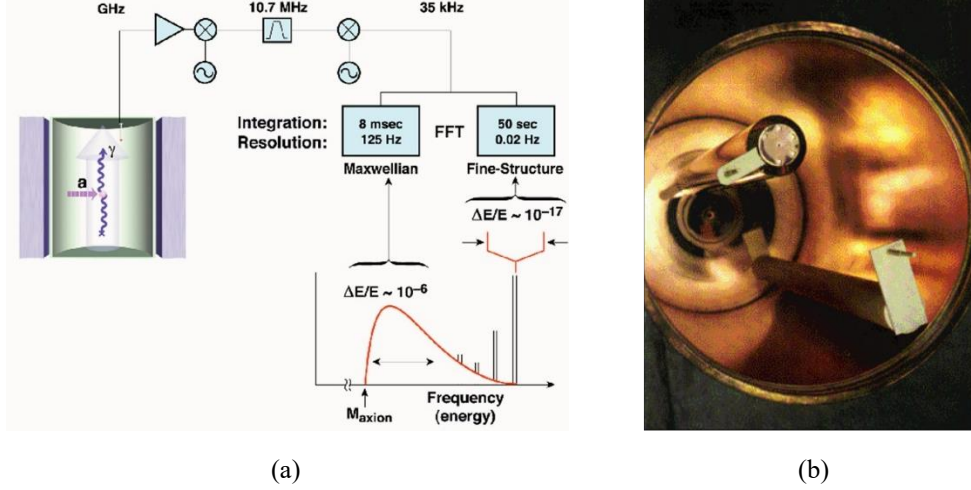 GHz 10.7 MHz 35 kHz
Integration: 8 msec FFT 50 sec
Resolution: 125 Hz 0.02 Hz
Maxwellian Fine-Structure
γ
a
ΔE/E ~ 10⁻¹⁷
ΔE/E ~ 10⁻⁶
Maxion
Frequency
(energy)
(a) (b)